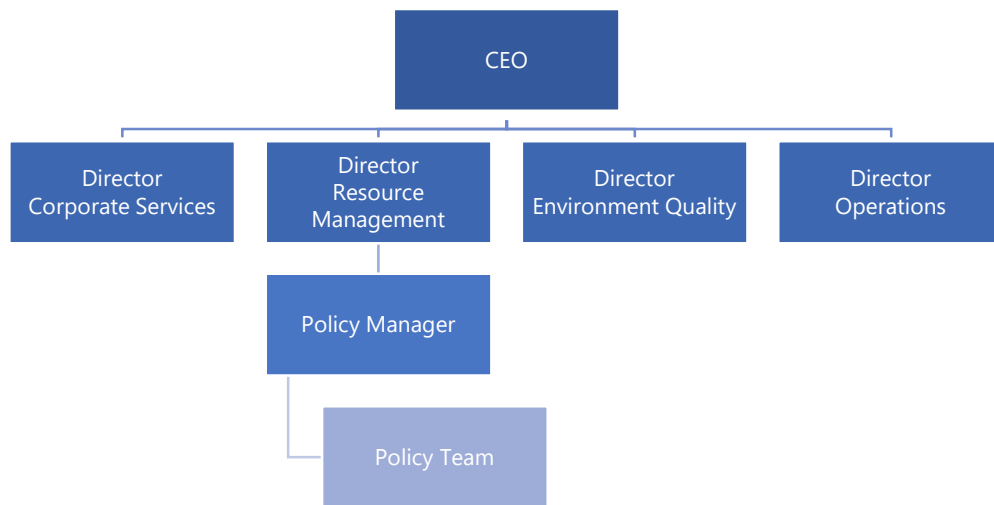 CEO
Director
Corporate Services
Director
Resource
Management
Director
Environment Quality
Director
Operations
Policy Manager
Policy Team